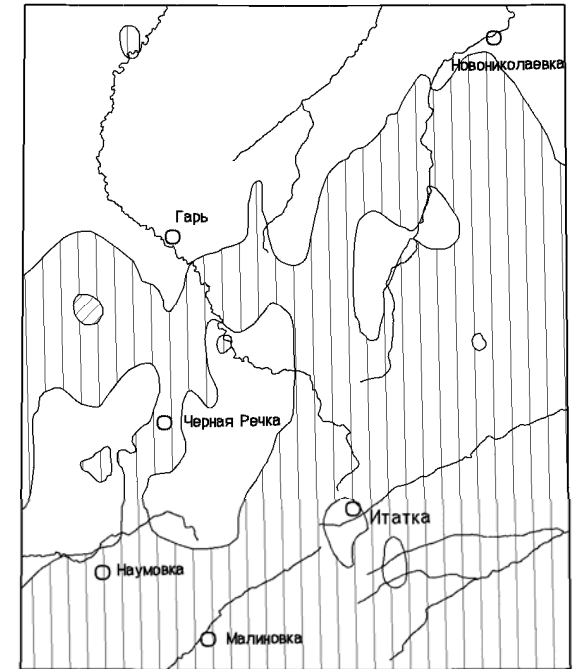 Новониколаевка
Гарь
Черная Речка
Итатка
Наумовка
Малиновка